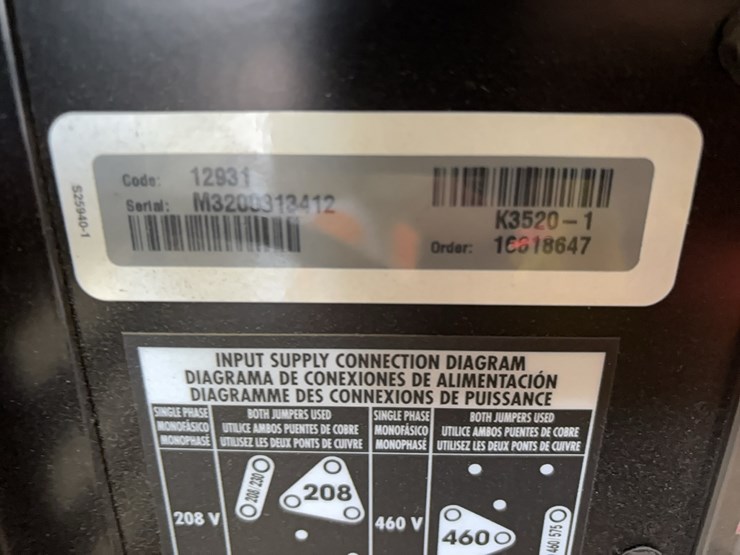 S25940-1
Code: 12931
Serial: M3200313412
K3520-1
Order:
INPUT SUPPLY CONNECTION DIAGRAM
DIAGRAMA DE CONEXIONES DE ALIMENTACIÓN
DIAGRAMME DES CONNEXIONS DE PUISSANCE
SINGLE PHASE
MONOFÁSICO
MONOPHASÉ
BOTH JUMPERS USED
UTILICE AMBOS PUENTES DE COBRE
UTILISEZ LES DEUX PONTS DE CUIVRE
SINGLE PHASE
MONOFÁSICO
MONOPHASÉ
BOTH JUMPERS USED
UTILICE AMBOS PUENTES DE COBRE
UTILISEZ LES DEUX PONTS DE CUIVRE
208 V
208/230
208
460 V
460
460/575